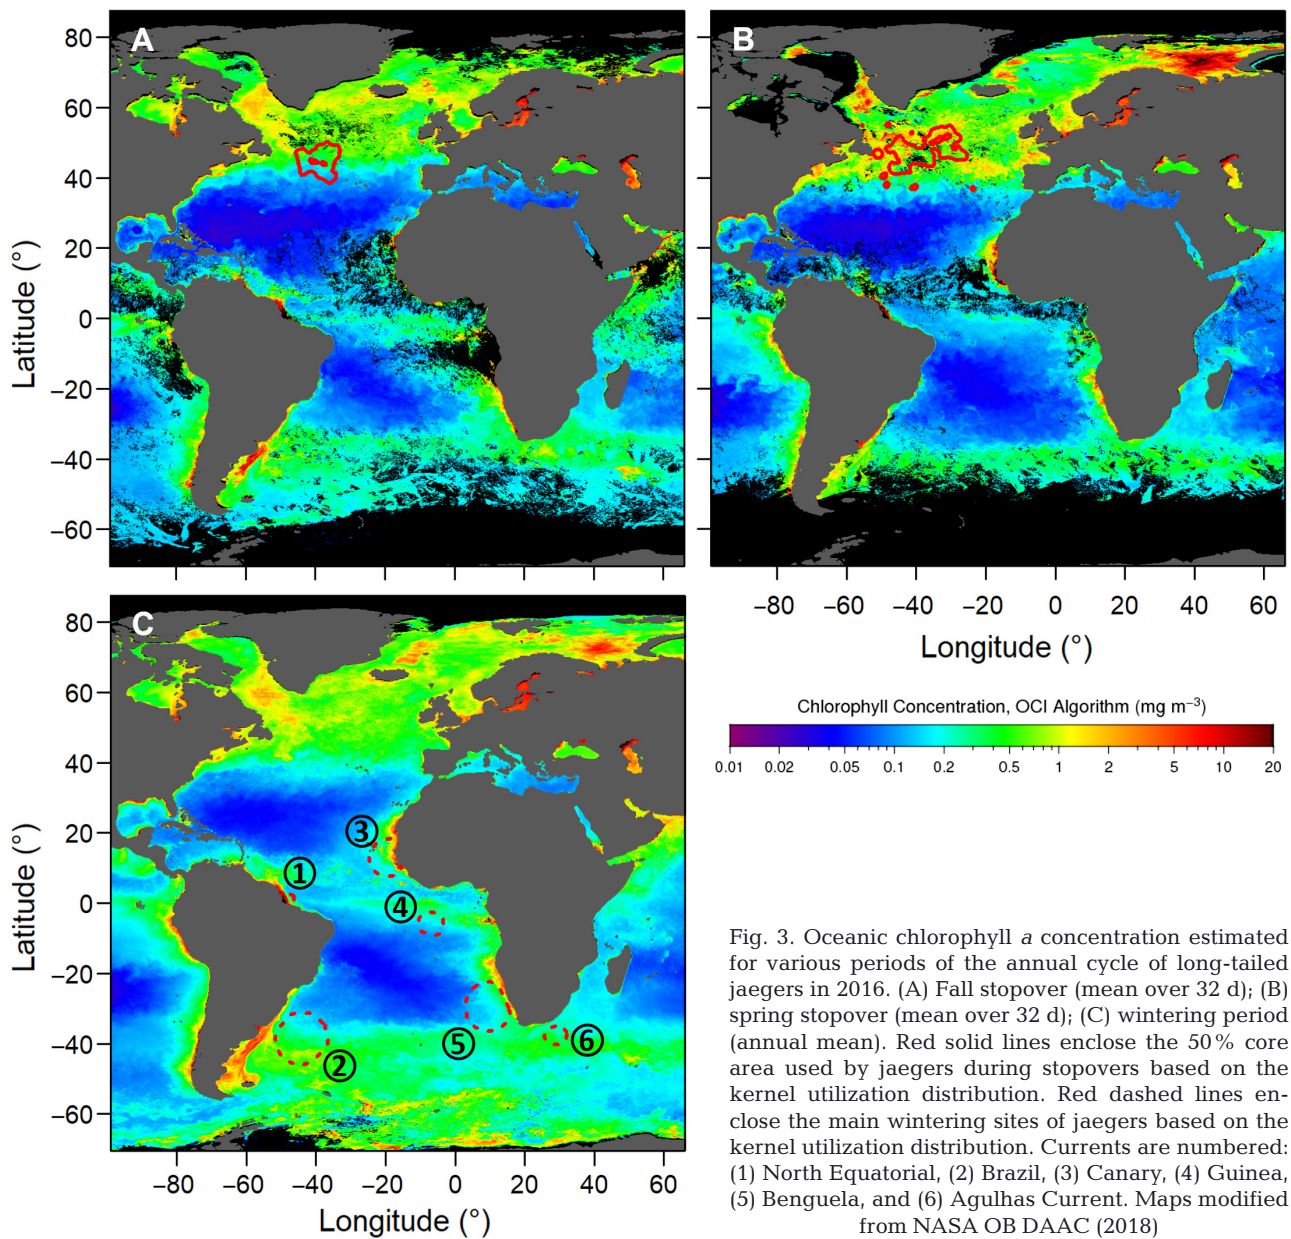 A
80
60
40
20
0
−20
−40
−60
Latitude (°)
B
−80 −60 −40 −20 0 20 40 60
Longitude (°)
C
80
60
40
20
0
−20
−40
−60
Latitude (°)
3
1
4
5
6
2
−80 −60 −40 −20 0 20 40 60
Longitude (°)
Chlorophyll Concentration, OCI Algorithm (mg m⁻³)
0.01 0.02 0.05 0.1 0.2 0.5 1 2 5 10 20
Fig. 3. Oceanic chlorophyll a concentration estimated
for various periods of the annual cycle of long-tailed
jaegers in 2016. (A) Fall stopover (mean over 32 d); (B)
spring stopover (mean over 32 d); (C) wintering period
(annual mean). Red solid lines enclose the 50% core
area used by jaegers during stopovers based on the
kernel utilization distribution. Red dashed lines en-
close the main wintering sites of jaegers based on the
kernel utilization distribution. Currents are numbered:
(1) North Equatorial, (2) Brazil, (3) Canary, (4) Guinea,
(5) Benguela, and (6) Agulhas Current. Maps modified
from NASA OB DAAC (2018)